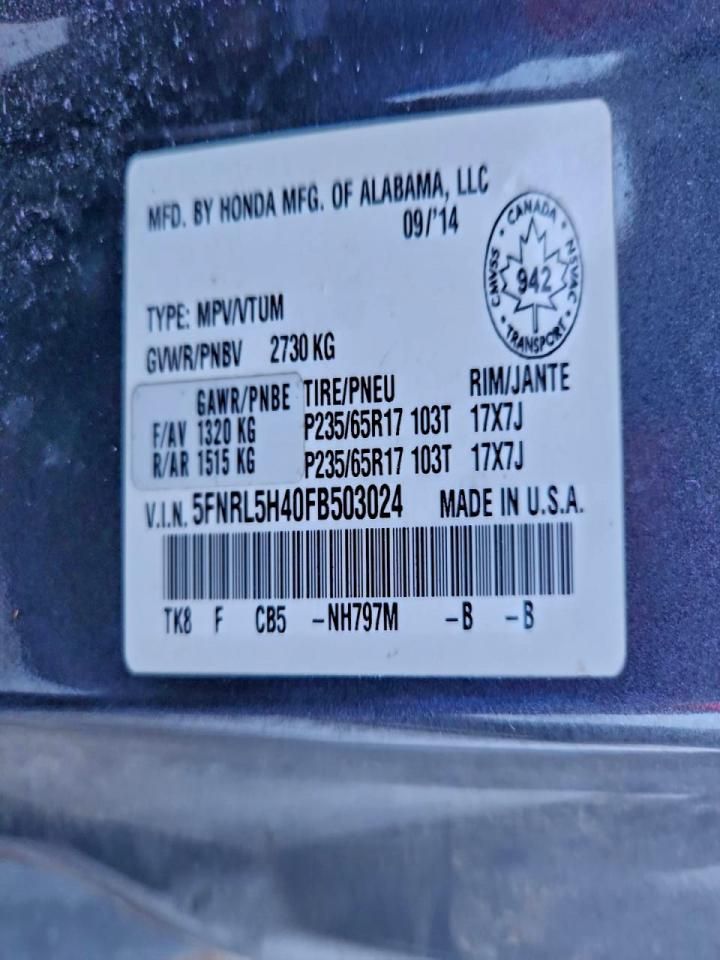 MFD. BY HONDA MFG. OF ALABAMA, LLC
09/'14
CANADA
CMVSS
NSVAC
942
TRANSPORT
TYPE: MPV/VTUM
GVWR/PNBV 2730 KG
GAWR/PNBE TIRE/PNEU RIM/JANTE
F/AV 1320 KG P235/65R17 103T 17X7J
R/AR 1515 KG P235/65R17 103T 17X7J
V.I.N. 5FNRL5H40FB503024 MADE IN U.S.A.
TK8 F CB5 -NH797M -B -B